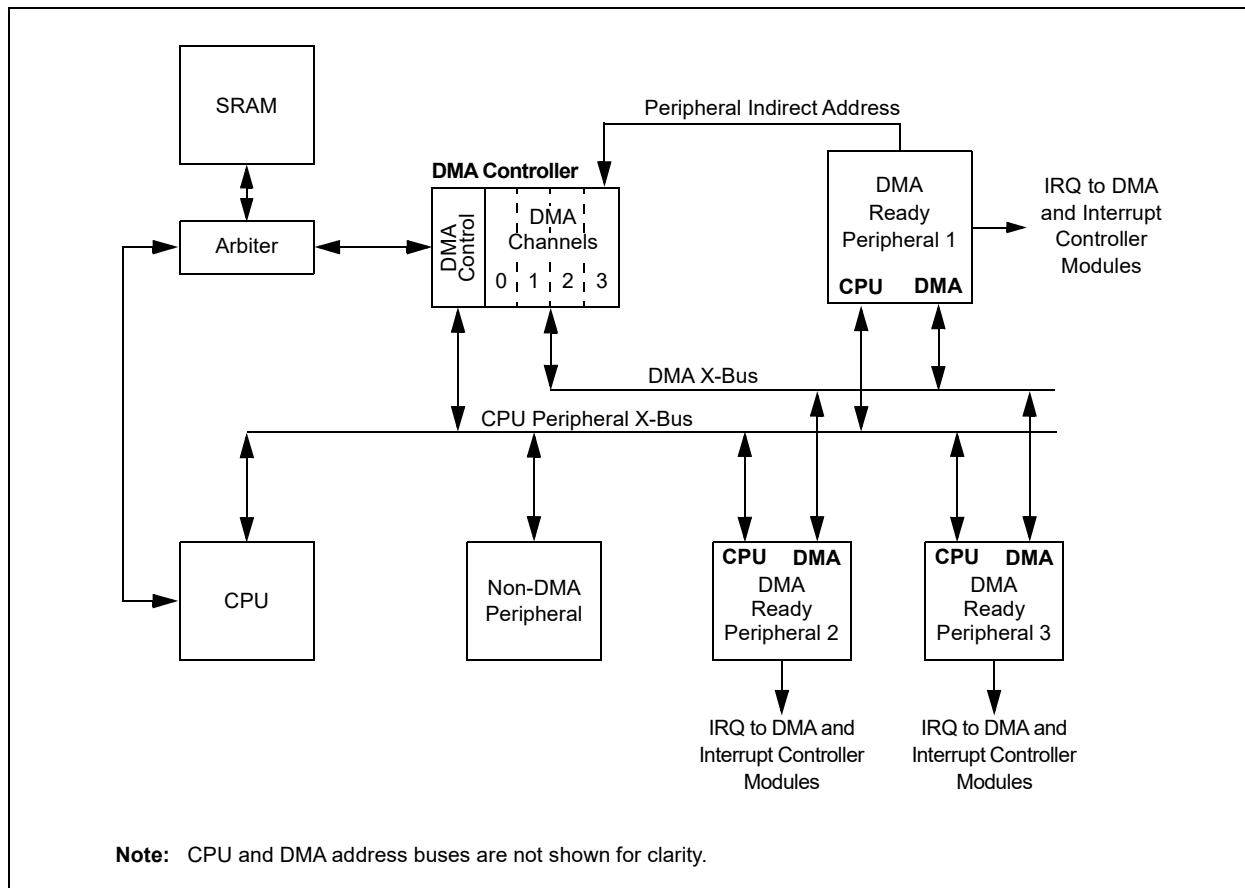 SRAM
Peripheral Indirect Address
DMA Controller
DMA
Ready
Peripheral 1
CPU DMA
IRQ to DMA
and Interrupt
Controller
Modules
Arbiter
DMA
Control
DMA
Channels
0 1 2 3
DMA X-Bus
CPU Peripheral X-Bus
CPU
Non-DMA
Peripheral
CPU DMA
DMA
Ready
Peripheral 2
CPU DMA
DMA
Ready
Peripheral 3
IRQ to DMA and
Interrupt Controller
Modules
IRQ to DMA and
Interrupt Controller
Modules
Note: CPU and DMA address buses are not shown for clarity.